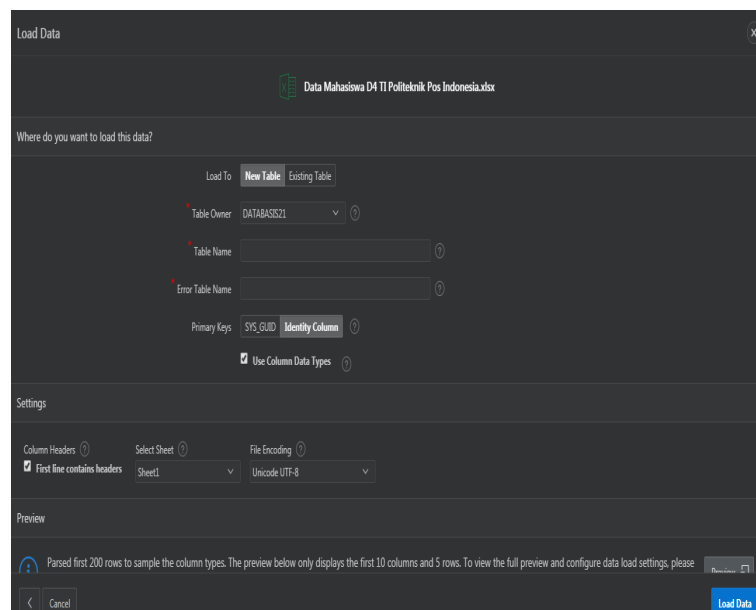 Load Data
Data Mahasiswa D4 TI Politeknik Pos Indonesia.xlsx
Where do you want to load this data?
Load To New Table Existing Table
* Table Owner DATABASIS21 ?
* Table Name ?
* Error Table Name ?
Primary Keys SYS_GUID Identity Column ?
Use Column Data Types ?
Settings
Column Headers ? Select Sheet ? File Encoding ?
First line contains headers Sheet1 Unicode UTF-8
Preview
Parsed first 200 rows to sample the column types. The preview below only displays the first 10 columns and 5 rows. To view the full preview and configure data load settings, please
Preview
Cancel Load Data